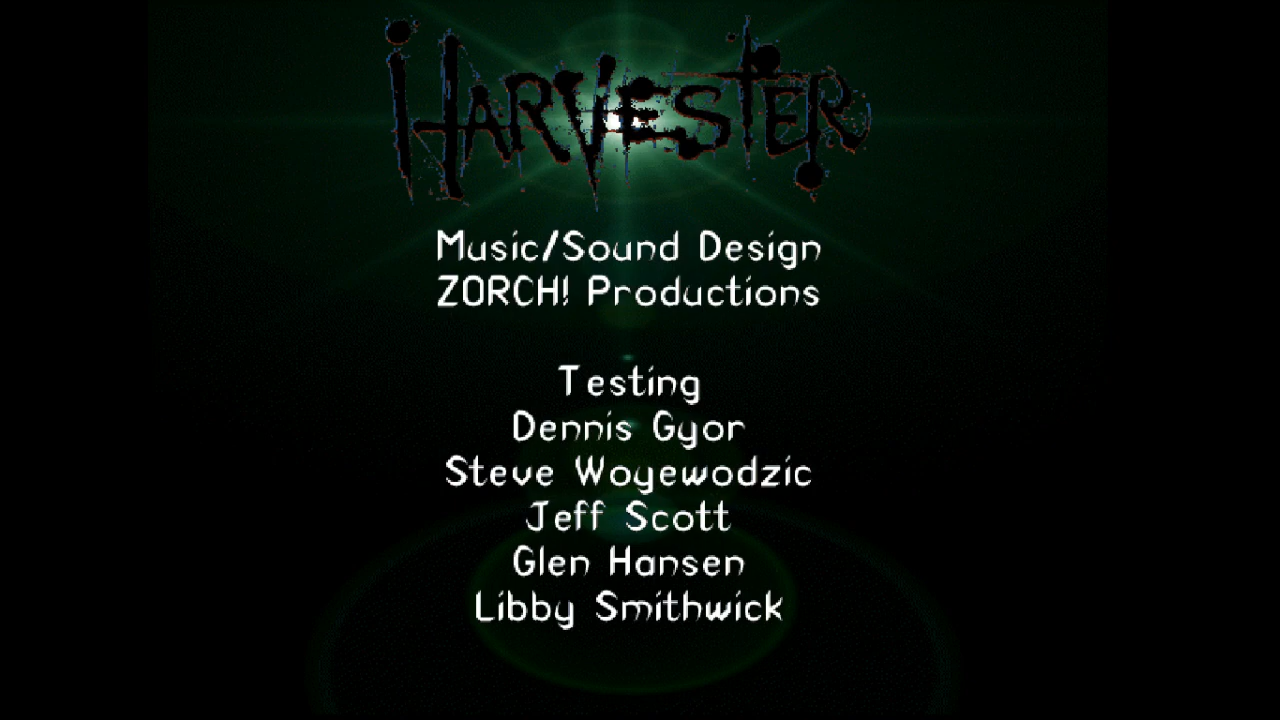 HARVESTER
Music/Sound Design
ZORCH! Productions
Testing
Dennis Gyor
Steve Woyewodzic
Jeff Scott
Glen Hansen
Libby Smithwick